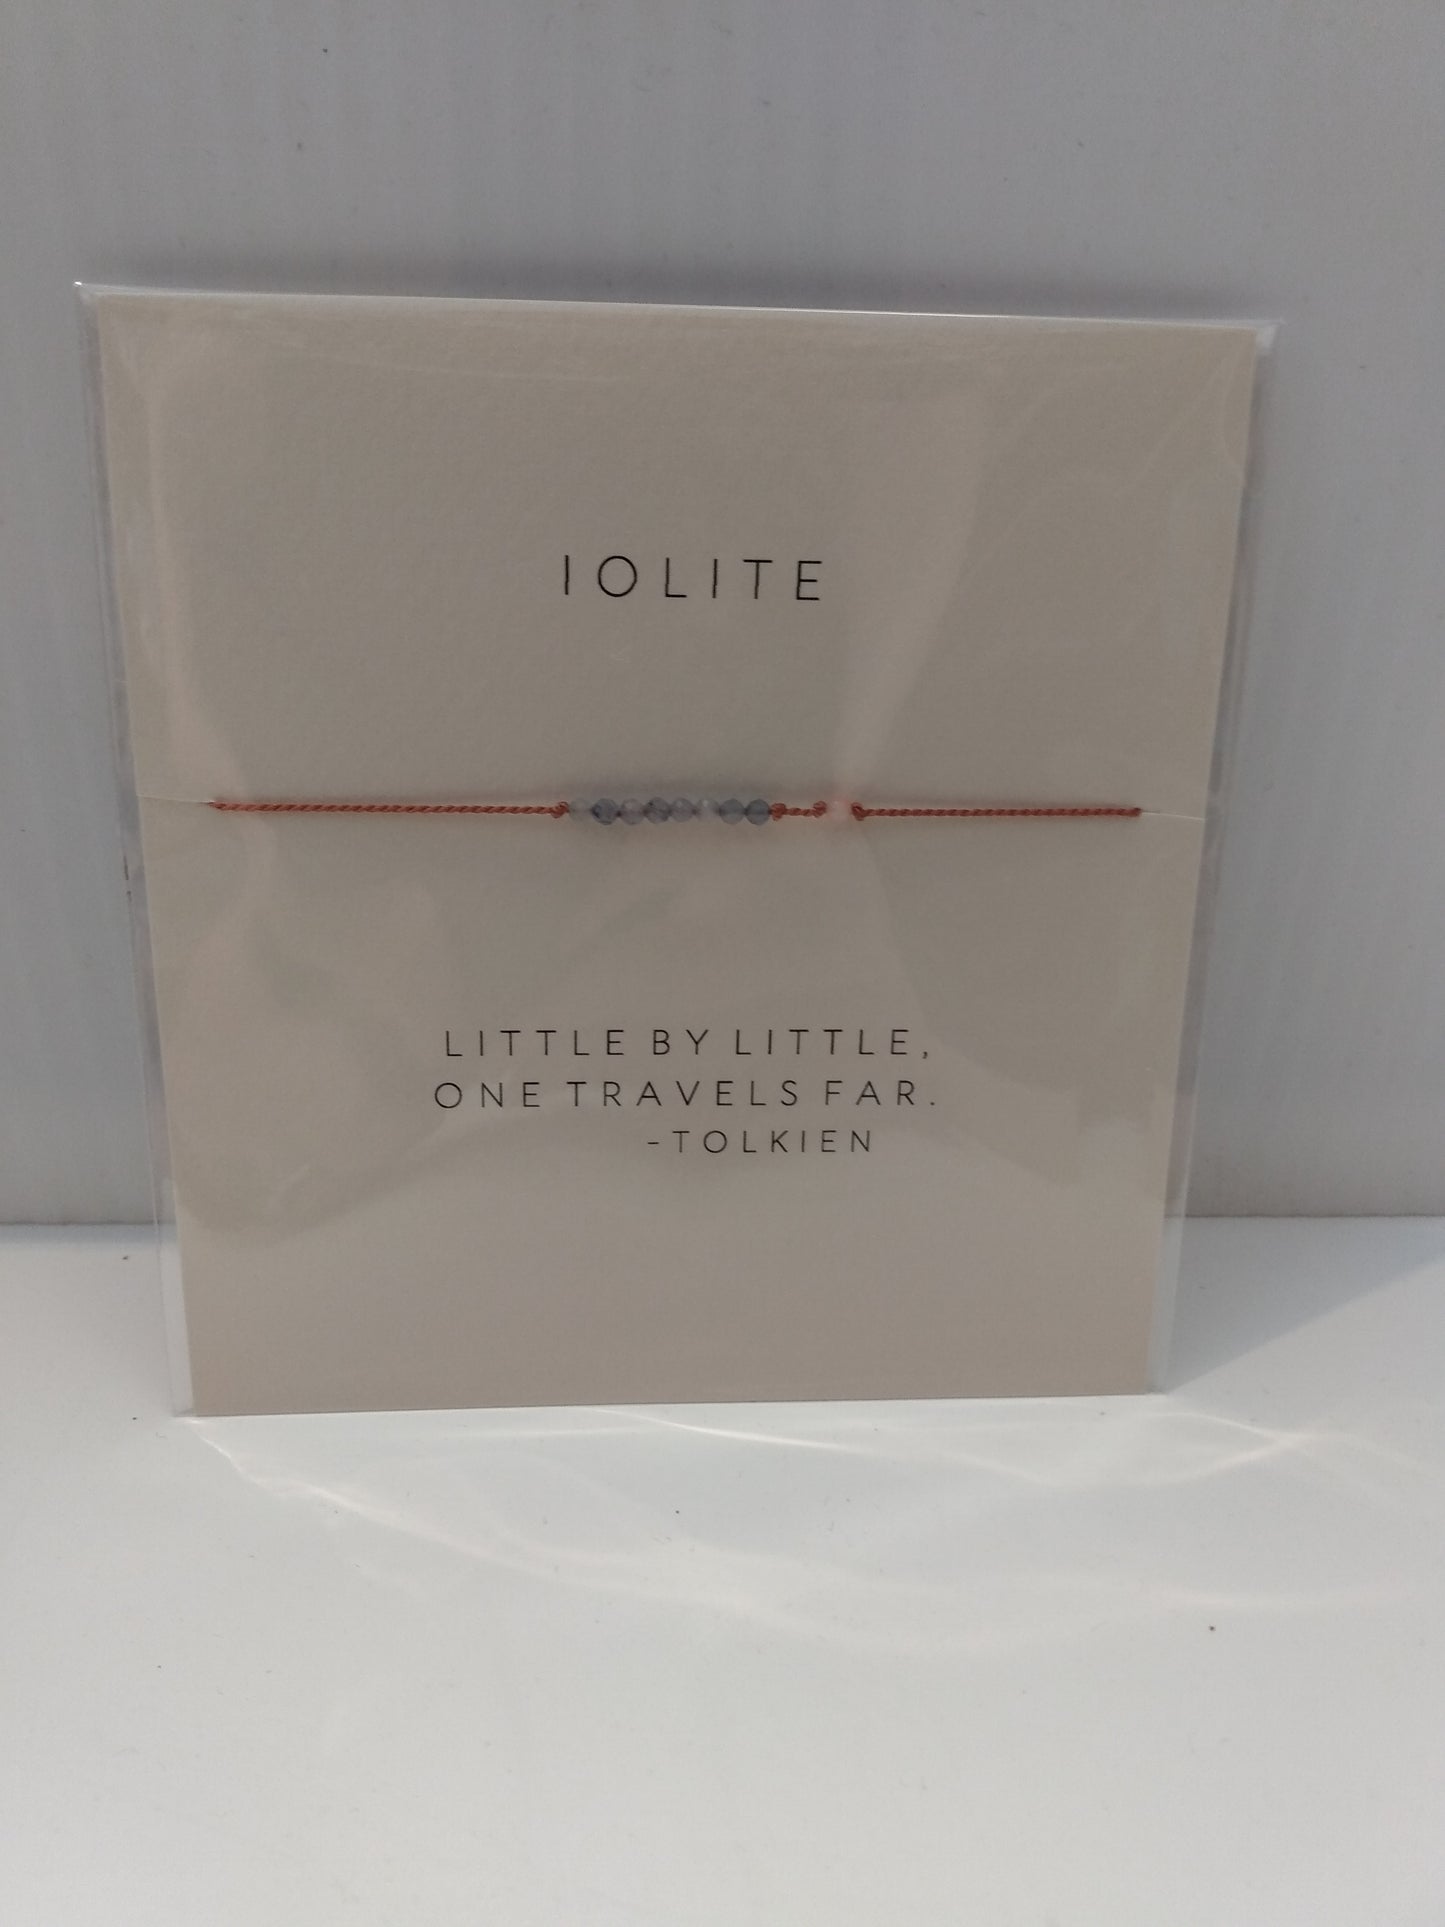 IOLITE
LITTLE BY LITTLE,
ONE TRAVELS FAR.
-TOLKIEN